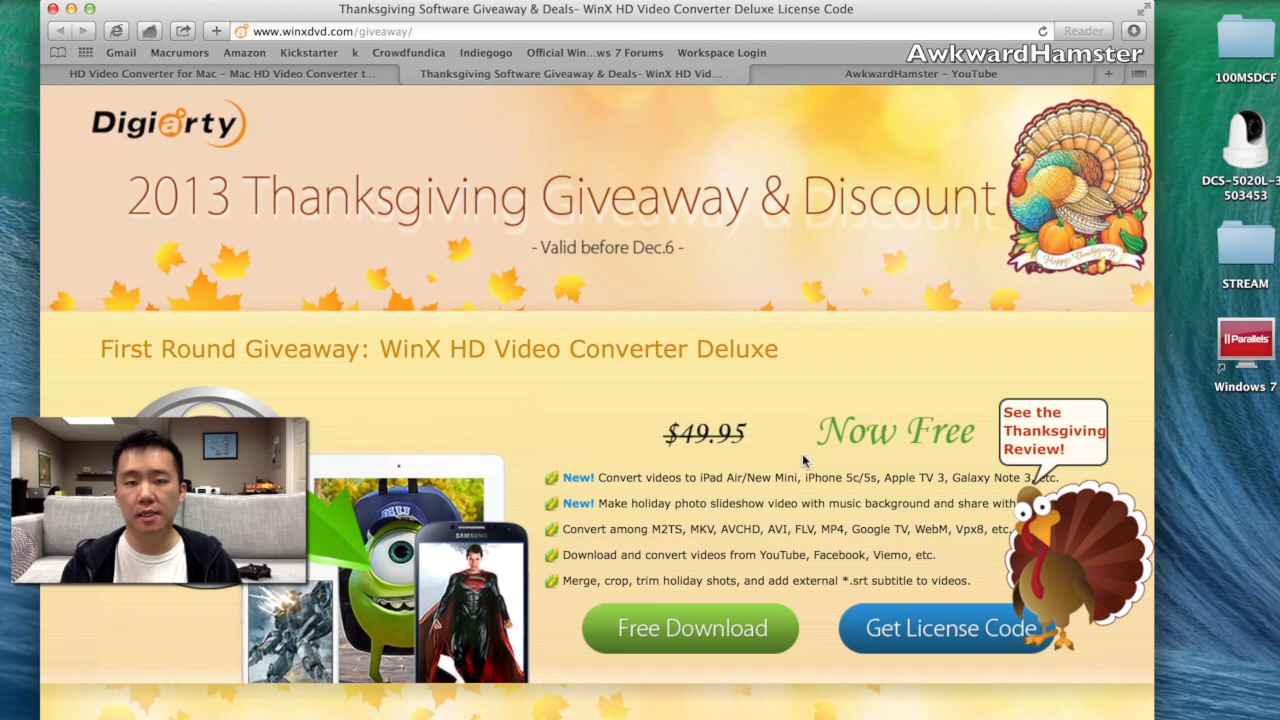 Thanksgiving Software Giveaway & Deals- WinX HD Video Converter Deluxe License Code
www.winxdvd.com/giveaway/
Reader
Gmail Macrumors Amazon Kickstarter k Crowdfundica Indiegogo Official Win...ws 7 Forums Workspace Login
AwkwardHamster
HD Video Converter for Mac - Mac HD Video Converter t...
Thanksgiving Software Giveaway & Deals- WinX HD Vid...
AwkwardHamster - YouTube
100MSDCF
Digiarty
DCS-5020L-3
503453
2013 Thanksgiving Giveaway & Discount
- Valid before Dec.6 -
Happy Thanksgiving
STREAM
First Round Giveaway: WinX HD Video Converter Deluxe
Parallels
Windows 7
$49.95
Now Free
See the
Thanksgiving
Review!
New! Convert videos to iPad Air/New Mini, iPhone 5c/5s, Apple TV 3, Galaxy Note 3, etc.
New! Make holiday photo slideshow video with music background and share with
Convert among M2TS, MKV, AVCHD, AVI, FLV, MP4, Google TV, WebM, Vpx8, etc.
Download and convert videos from YouTube, Facebook, Viemo, etc.
Merge, crop, trim holiday shots, and add external *.srt subtitle to videos.
SAMSUNG
Free Download
Get License Code